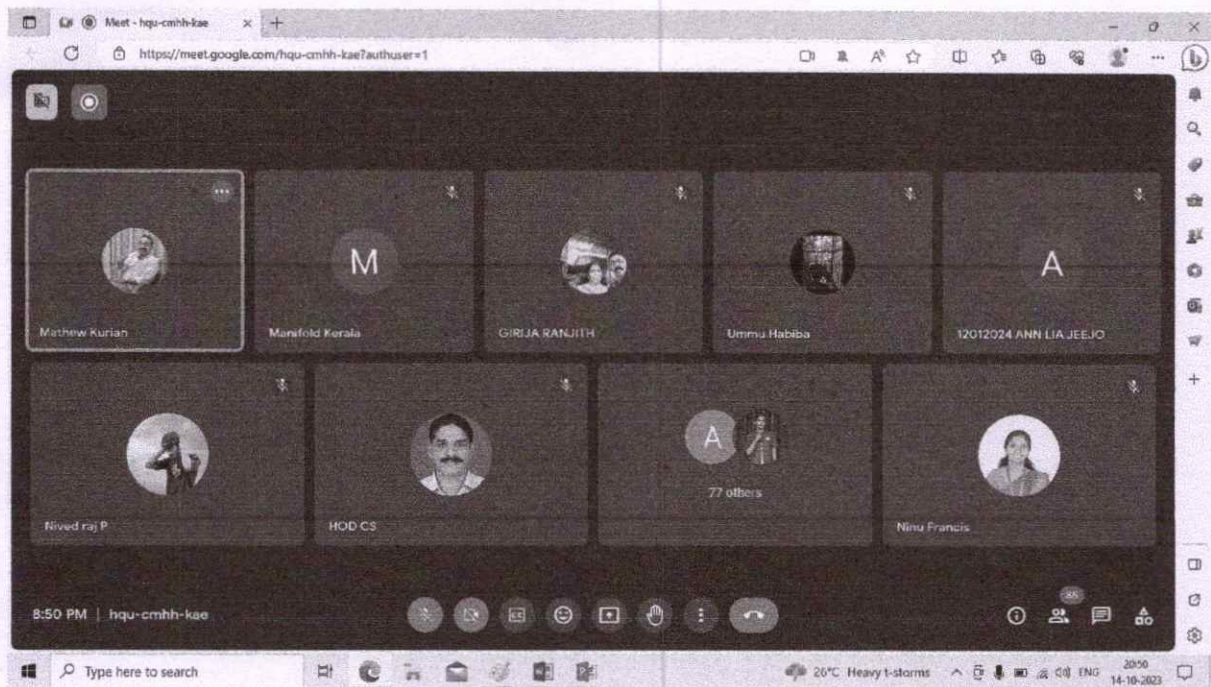 Meet - hqu-cmhh-kae
https://meet.google.com/hqu-cmhh-kae?authuser=1
M
A
Mathew Kurian
Manifold Kerala
GIRIJA RANJITH
Ummu Habiba
12012024 ANN LIA JEEJO
A
77 others
Nived raj P
HOD CS
Ninu Francis
8:50 PM | hqu-cmhh-kae
CC
88
Type here to search
26°C Heavy t-storms
ENG
20:50
14-10-2023